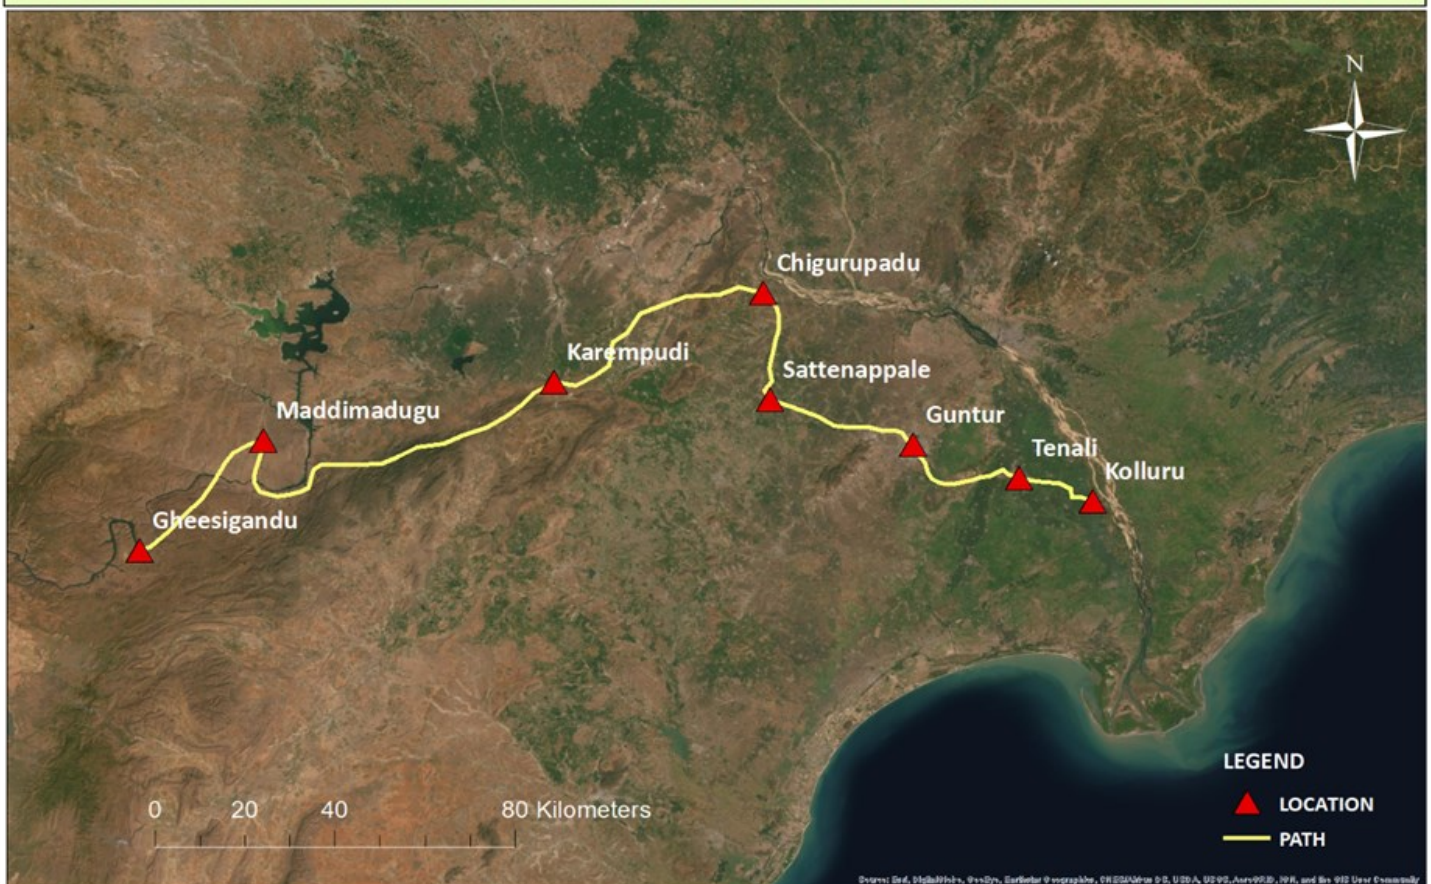 N
Chigurupadu
Karempudi
Sattenappale
Maddimadugu
Guntur
Tenali
Kolluru
Gheesigandu
LEGEND
LOCATION
PATH
0 20 40 80 Kilometers